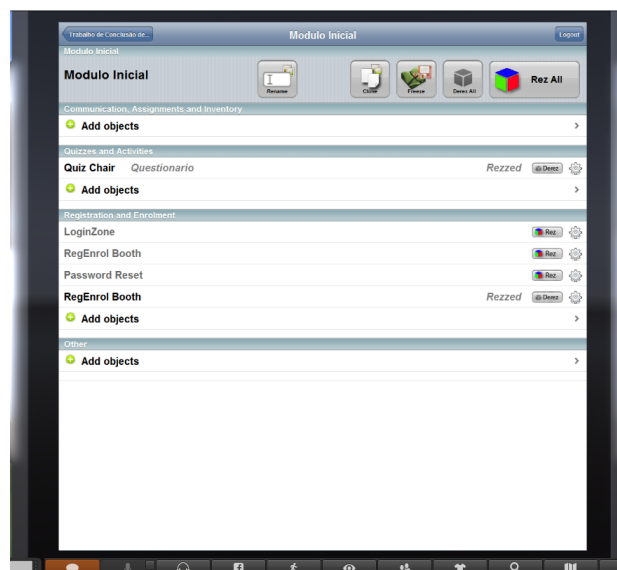 Trabalho de Conclusão de... Modulo Inicial Logout
Modulo Inicial
Modulo Inicial Rename Clone Freeze Derez All Rez All
Communication, Assignments and Inventory
Add objects
Quizzes and Activities
Quiz Chair Questionario Rezzed Derez
Add objects
Registration and Enrolment
LoginZone Rez
RegEnrol Booth Rez
Password Reset Rez
RegEnrol Booth Rezzed Derez
Add objects
Other
Add objects